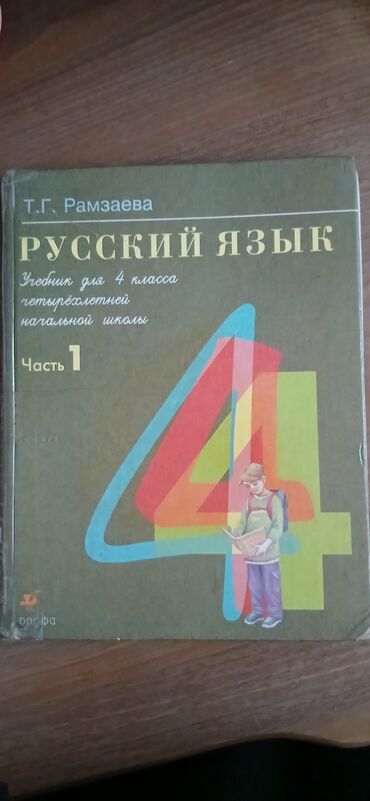 Т.Г. Рамзаева
РУССКИЙ ЯЗЫК
Учебник для 4 класса
четырёхлетней
начальной школы
Часть 1
4
дрофа